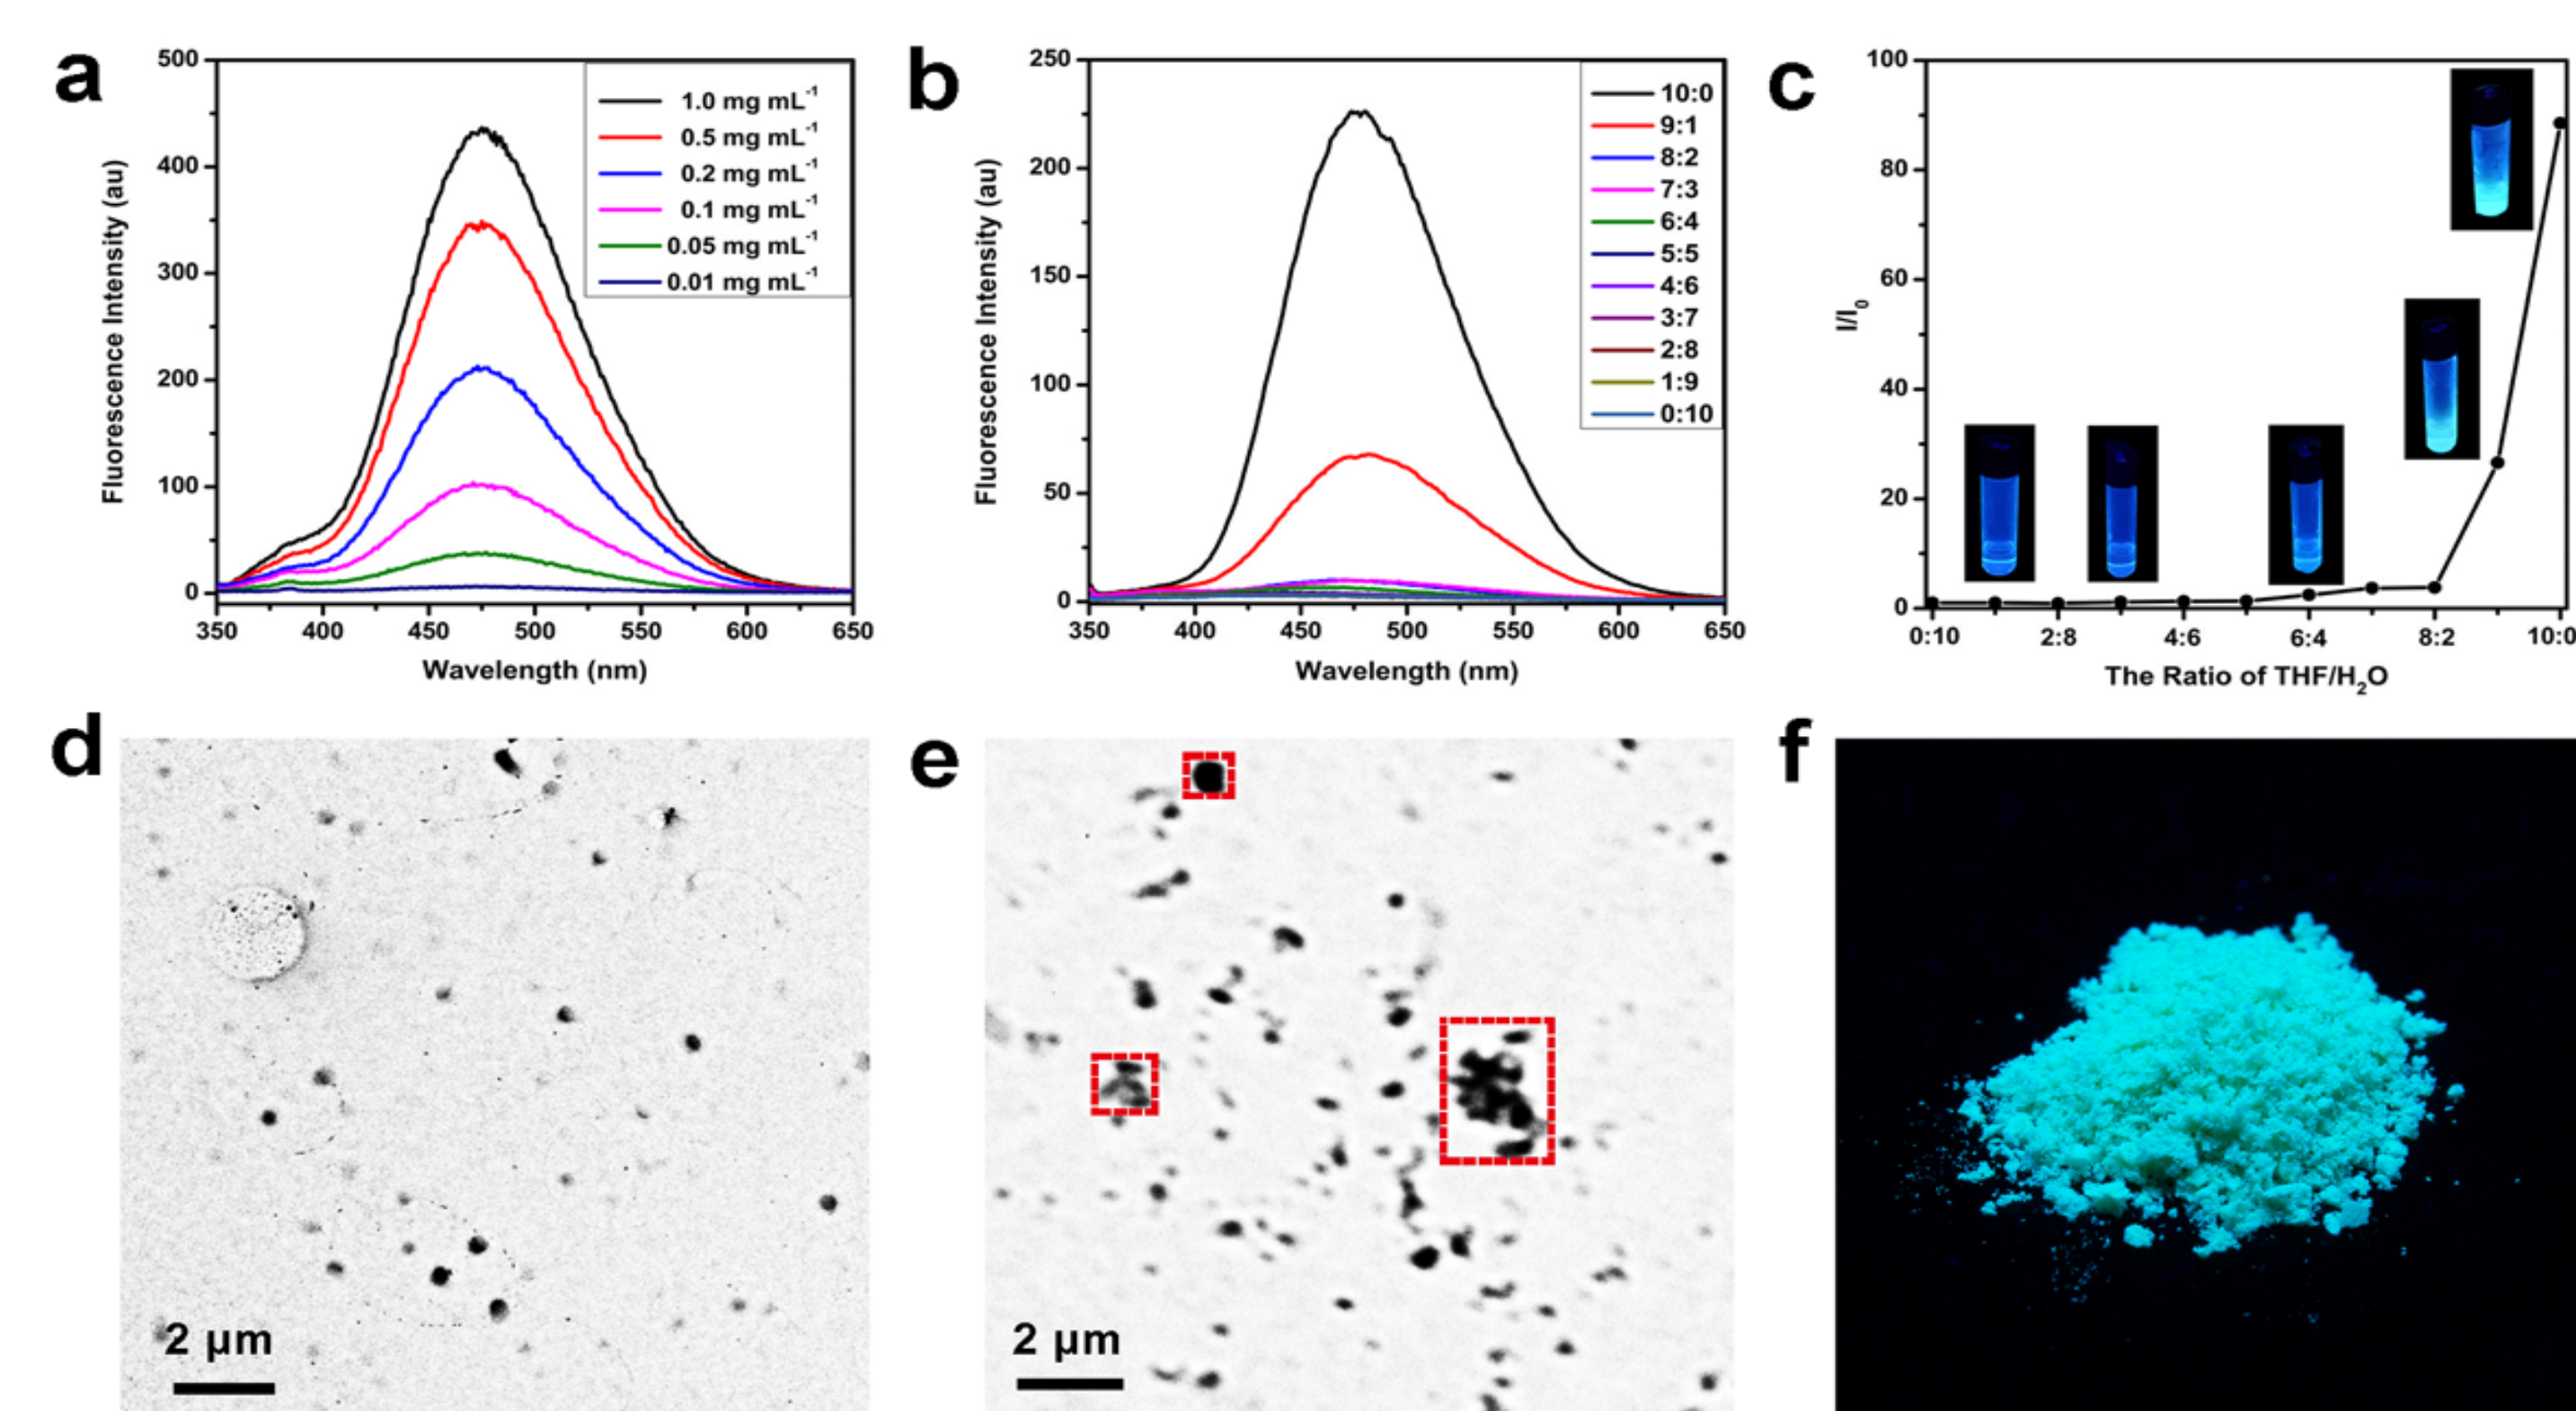 a
500
400
300
200
100
0
Fluorescence Intensity (au)
1.0 mg mL⁻¹
0.5 mg mL⁻¹
0.2 mg mL⁻¹
0.1 mg mL⁻¹
0.05 mg mL⁻¹
0.01 mg mL⁻¹
350 400 450 500 550 600 650
Wavelength (nm)
b
250
200
150
100
50
0
Fluorescence Intensity (au)
10:0
9:1
8:2
7:3
6:4
5:5
4:6
3:7
2:8
1:9
0:10
350 400 450 500 550 600 650
Wavelength (nm)
c
100
80
60
40
20
0
I/I₀
0:10 2:8 4:6 6:4 8:2 10:0
The Ratio of THF/H₂O
d
2 μm
e
2 μm
f